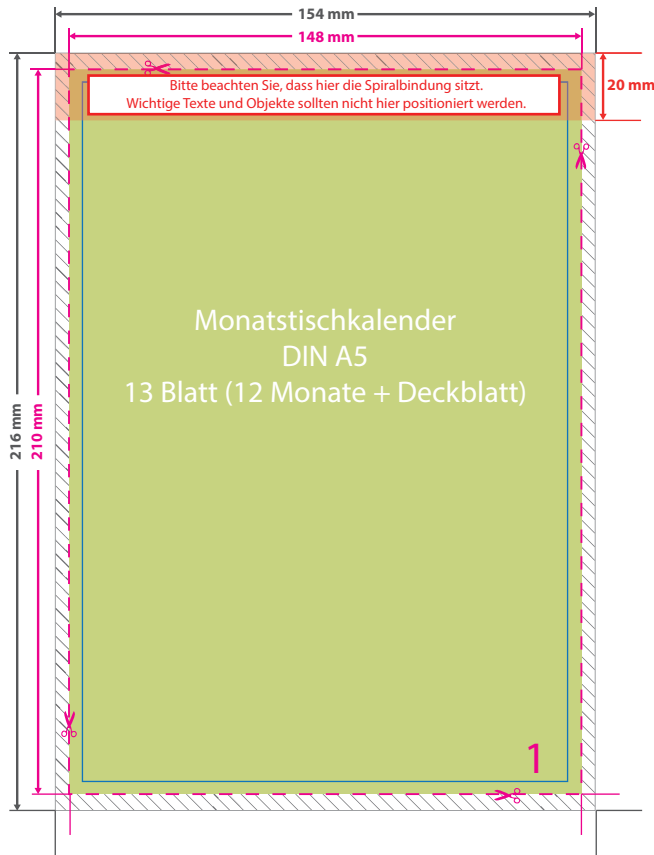 154 mm
148 mm
20 mm
Bitte beachten Sie, dass hier die Spiralbindung sitzt.
Wichtige Texte und Objekte sollten nicht hier positioniert werden.
Monatstischkalender
DIN A5
13 Blatt (12 Monate + Deckblatt)
216 mm
210 mm
1